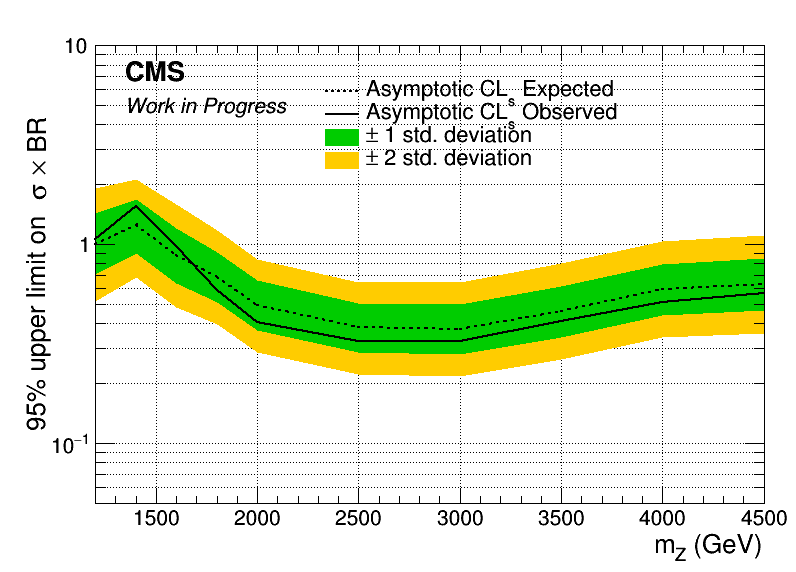 10
CMS
Work in Progress
Asymptotic CLs Expected
Asymptotic CLs Observed
± 1 std. deviation
± 2 std. deviation
1
10⁻¹
95% upper limit on σ × BR
1500 2000 2500 3000 3500 4000 4500
mZ (GeV)